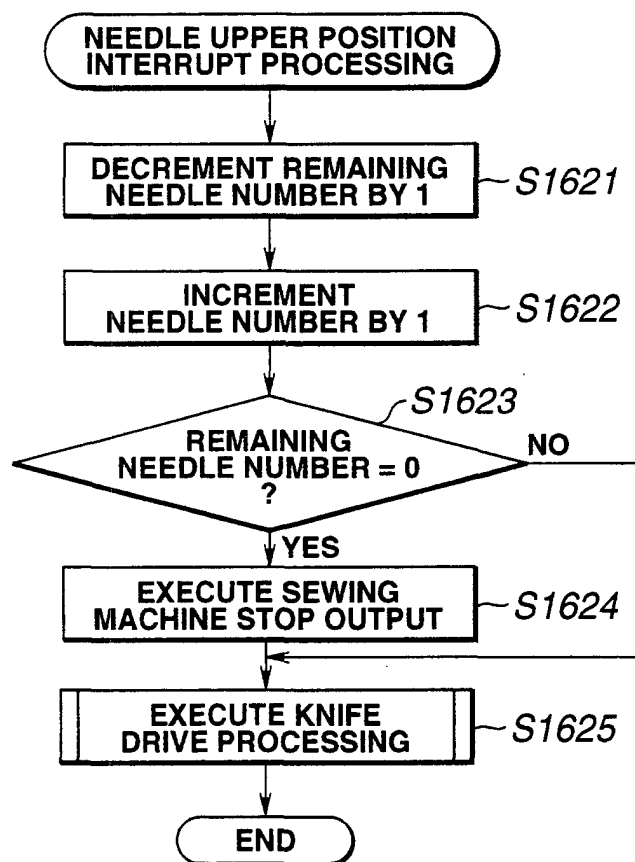 NEEDLE UPPER POSITION
INTERRUPT PROCESSING
DECREMENT REMAINING
NEEDLE NUMBER BY 1
S1621
INCREMENT
NEEDLE NUMBER BY 1
S1622
S1623
REMAINING
NEEDLE NUMBER = 0
?
NO
YES
EXECUTE SEWING
MACHINE STOP OUTPUT
S1624
EXECUTE KNIFE
DRIVE PROCESSING
S1625
END